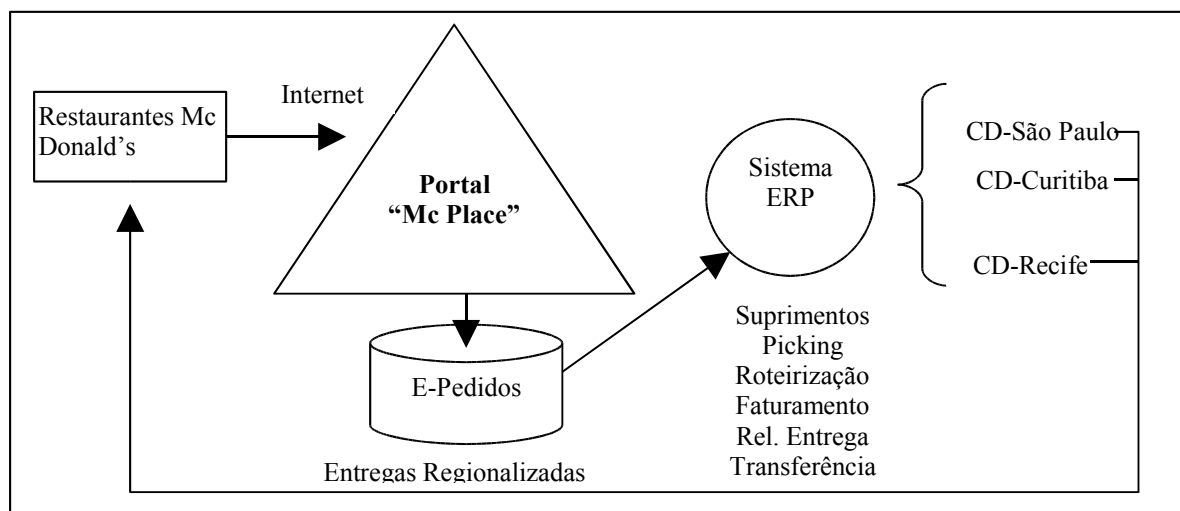 Restaurantes Mc
Donald’s
Internet
Portal
“Mc Place”
E-Pedidos
Entregas Regionalizadas
Sistema
ERP
Suprimentos
Picking
Roteirização
Faturamento
Rel. Entrega
Transferência
CD-São Paulo
CD-Curitiba
CD-Recife